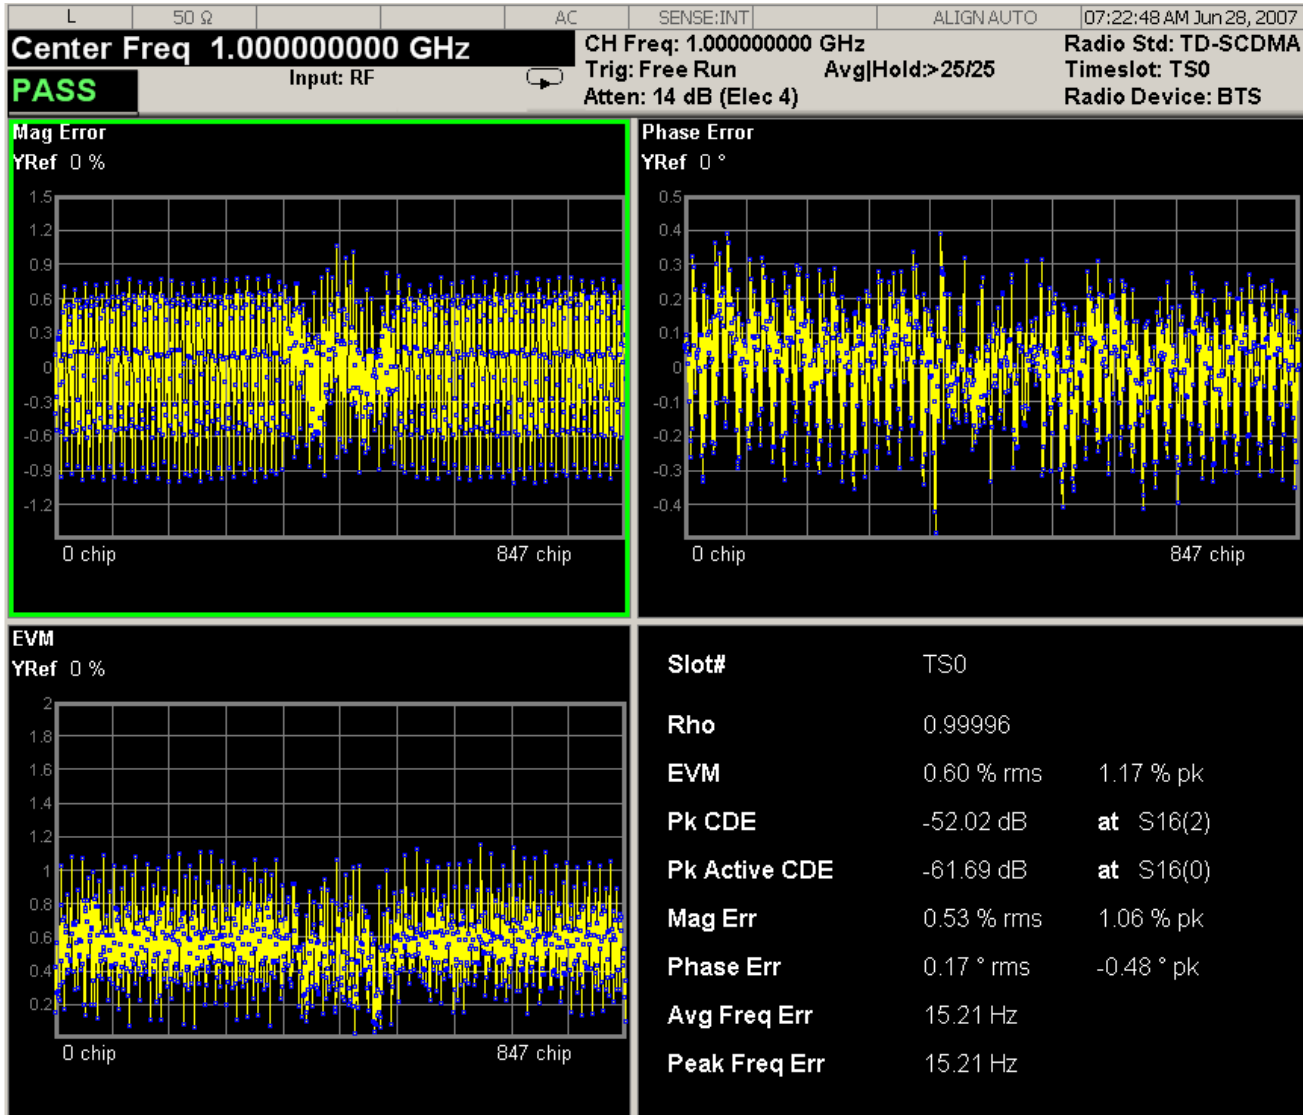 L 50 Ω AC SENSE:INT ALIGN AUTO 07:22:48 AM Jun 28, 2007
Center Freq 1.000000000 GHz
CH Freq: 1.000000000 GHz
Radio Std: TD-SCDMA
Input: RF
Trig: Free Run Avg|Hold:>25/25
Timeslot: TS0
PASS
Atten: 14 dB (Elec 4)
Radio Device: BTS
Mag Error
YRef 0 %
1.5
1.2
0.9
0.6
0.3
0
-0.3
-0.6
-0.9
-1.2
0 chip 847 chip
Phase Error
YRef 0 °
0.5
0.4
0.3
0.2
0.1
0
-0.1
-0.2
-0.3
-0.4
0 chip 847 chip
EVM
YRef 0 %
2
1.8
1.6
1.4
1.2
1
0.8
0.6
0.4
0.2
0 chip 847 chip
Slot# TS0
Rho 0.99996
EVM 0.60 % rms 1.17 % pk
Pk CDE -52.02 dB at S16(2)
Pk Active CDE -61.69 dB at S16(0)
Mag Err 0.53 % rms 1.06 % pk
Phase Err 0.17 ° rms -0.48 ° pk
Avg Freq Err 15.21 Hz
Peak Freq Err 15.21 Hz